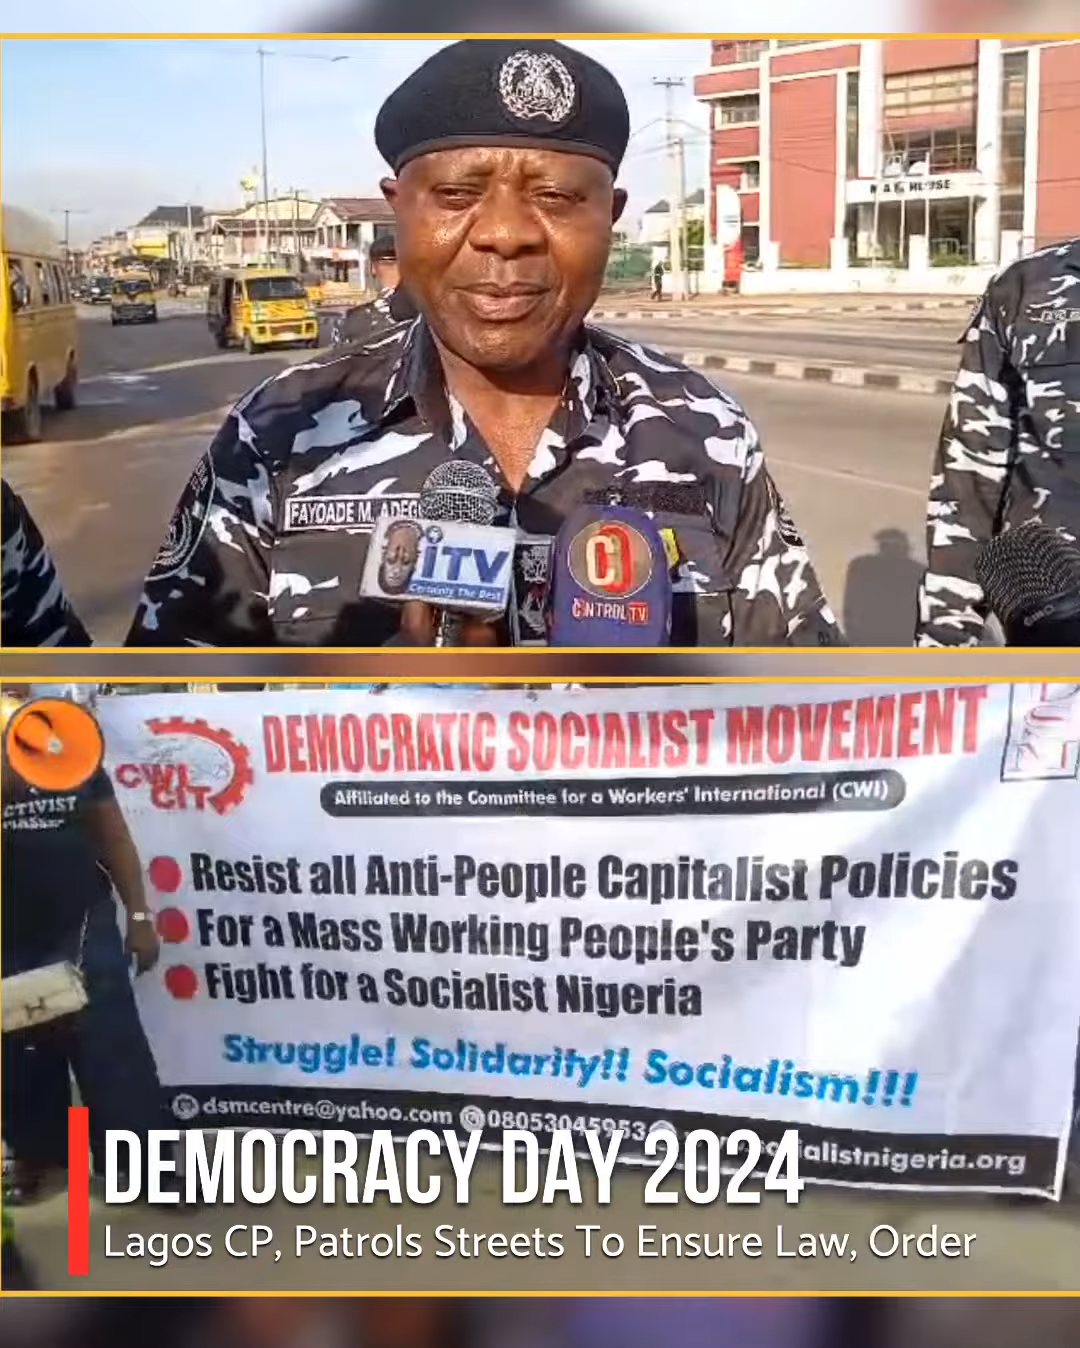 M.A.S. HOUSE
FAYOADE M. ADEG
iTV
Certainly The Best
CONTROL TV
CTIVIST
CWI
CIT
DEMOCRATIC SOCIALIST MOVEMENT
Affiliated to the Committee for a Workers' International (CWI)
Resist all Anti-People Capitalist Policies
For a Mass Working People's Party
Fight for a Socialist Nigeria
Struggle! Solidarity!! Socialism!!!
dsmcentre@yahoo.com 08053045953 socialistnigeria.org
DEMOCRACY DAY 2024
Lagos CP, Patrols Streets To Ensure Law, Order